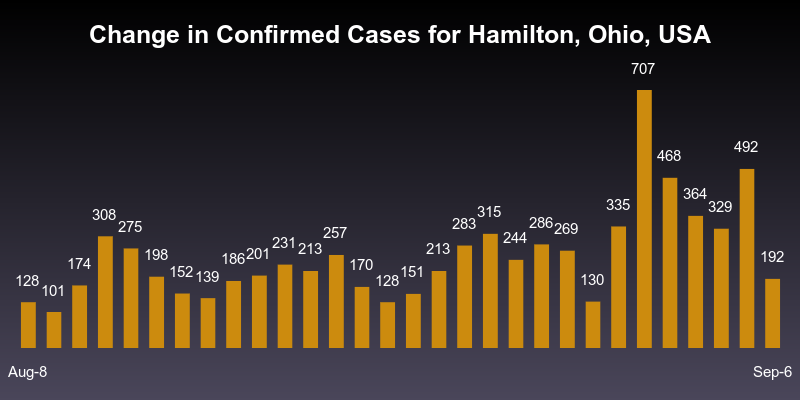 Change in Confirmed Cases for Hamilton, Ohio, USA
128 101 174 308 275 198 152 139 186 201 231 213 257 170 128 151 213 283 315 244 286 269 130 335 707 468 364 329 492 192
Aug-8 Sep-6